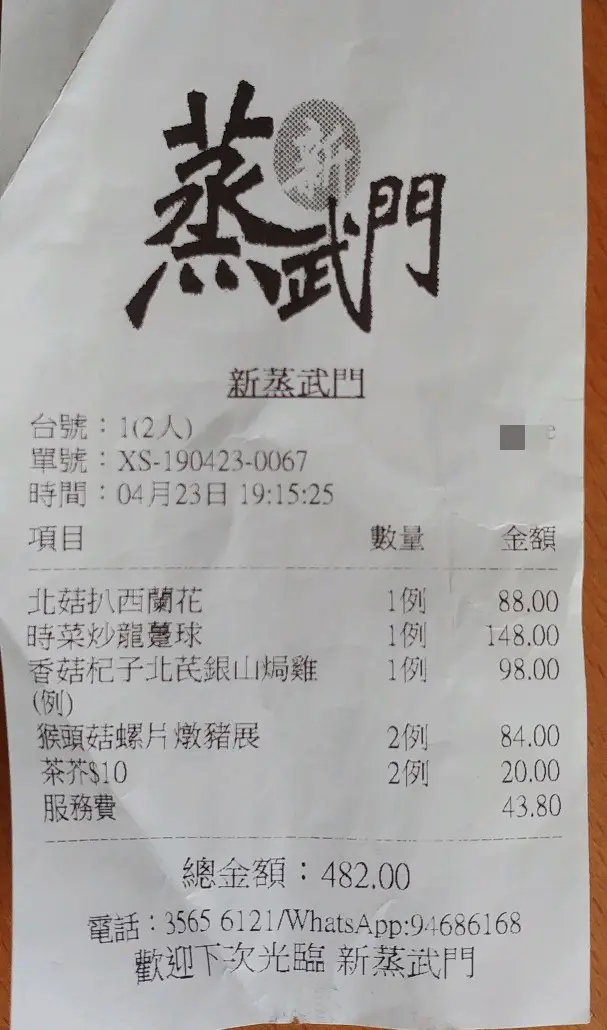 蒸新武門
新蒸武門
台號：1(2人)
e
單號：XS-190423-0067
時間：04月23日 19:15:25
項目 數量 金額
北菇扒西蘭花 1例 88.00
時菜炒龍躉球 1例 148.00
香菇杞子北芪銀山焗雞 1例 98.00
(例)
猴頭菇螺片燉豬展 2例 84.00
茶芥$10 2例 20.00
服務費 43.80
總金額：482.00
電話：3565 6121/WhatsApp:94686168
歡迎下次光臨 新蒸武門